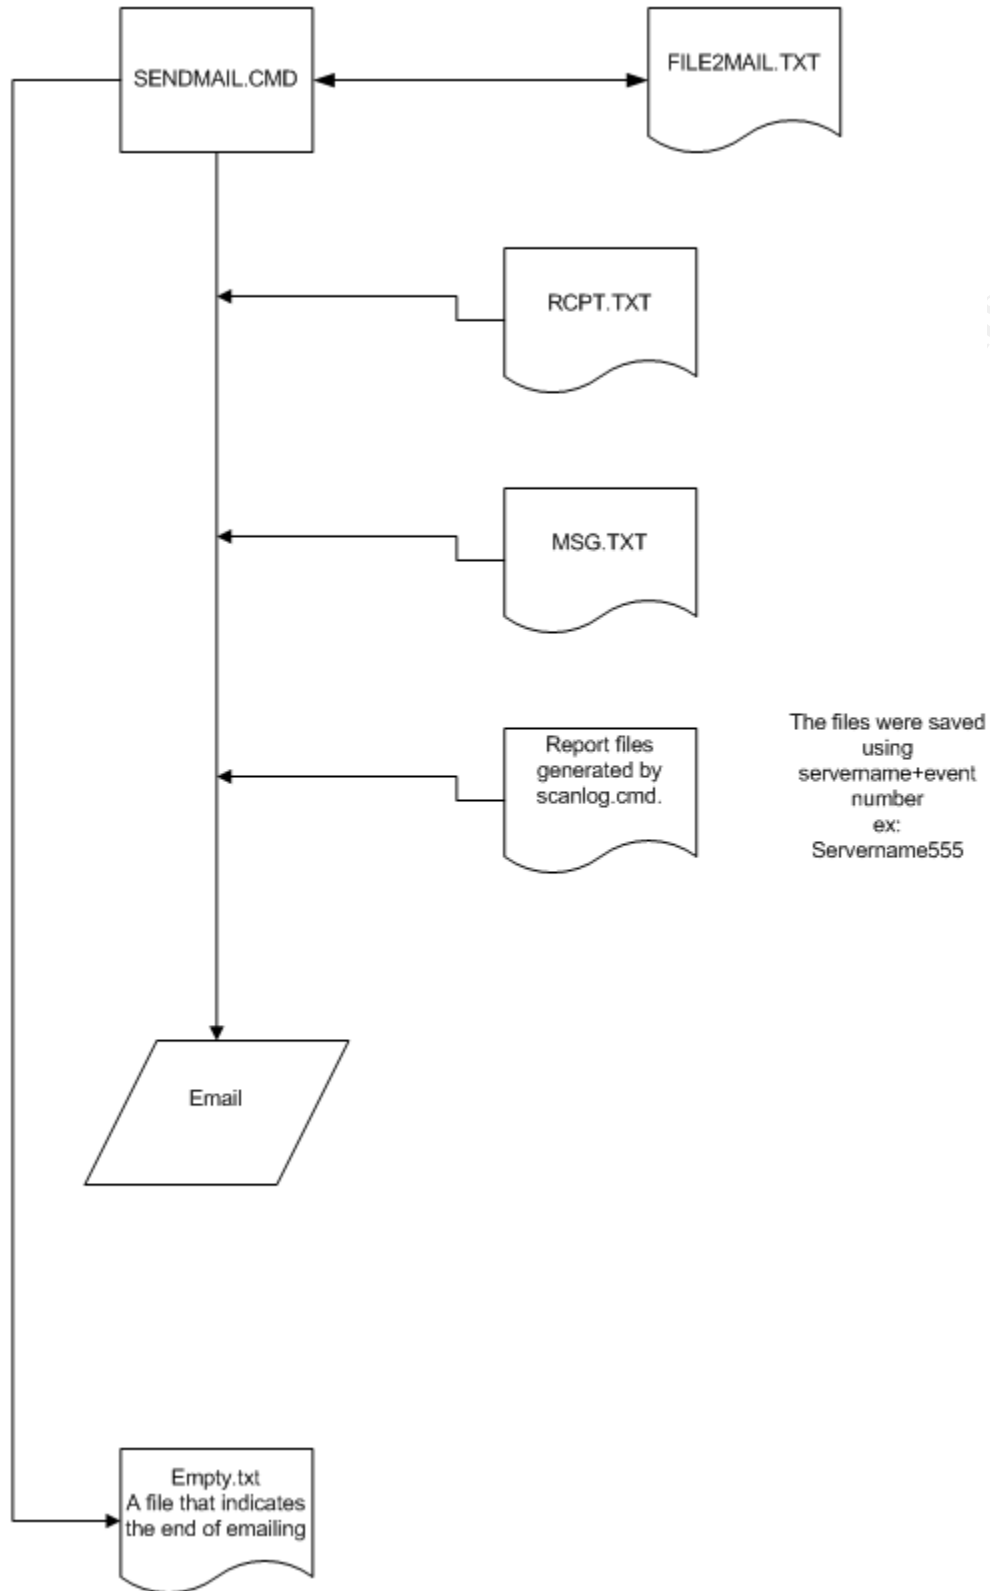 SENDMAIL.CMD
FILE2MAIL.TXT
RCPT.TXT
MSG.TXT
Report files
generated by
scanlog.cmd.
The files were saved
using
servername+event
number
ex:
Servername555
Email
Empty.txt
A file that indicates
the end of emailing